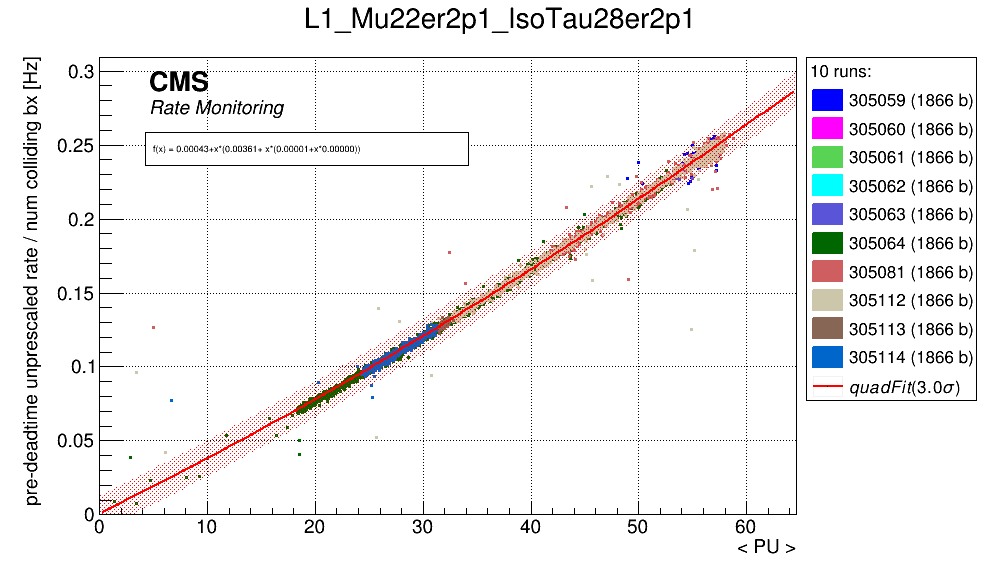 L1_Mu22er2p1_IsoTau28er2p1
pre-deadtime unprescaled rate / num colliding bx [Hz]
CMS
Rate Monitoring
f(x) = 0.00043+x*(0.00361+ x*(0.00001+x*0.00000))
0.3
0.25
0.2
0.15
0.1
0.05
0
0 10 20 30 40 50 60
< PU >
10 runs:
305059 (1866 b)
305060 (1866 b)
305061 (1866 b)
305062 (1866 b)
305063 (1866 b)
305064 (1866 b)
305081 (1866 b)
305112 (1866 b)
305113 (1866 b)
305114 (1866 b)
quadFit(3.0σ)